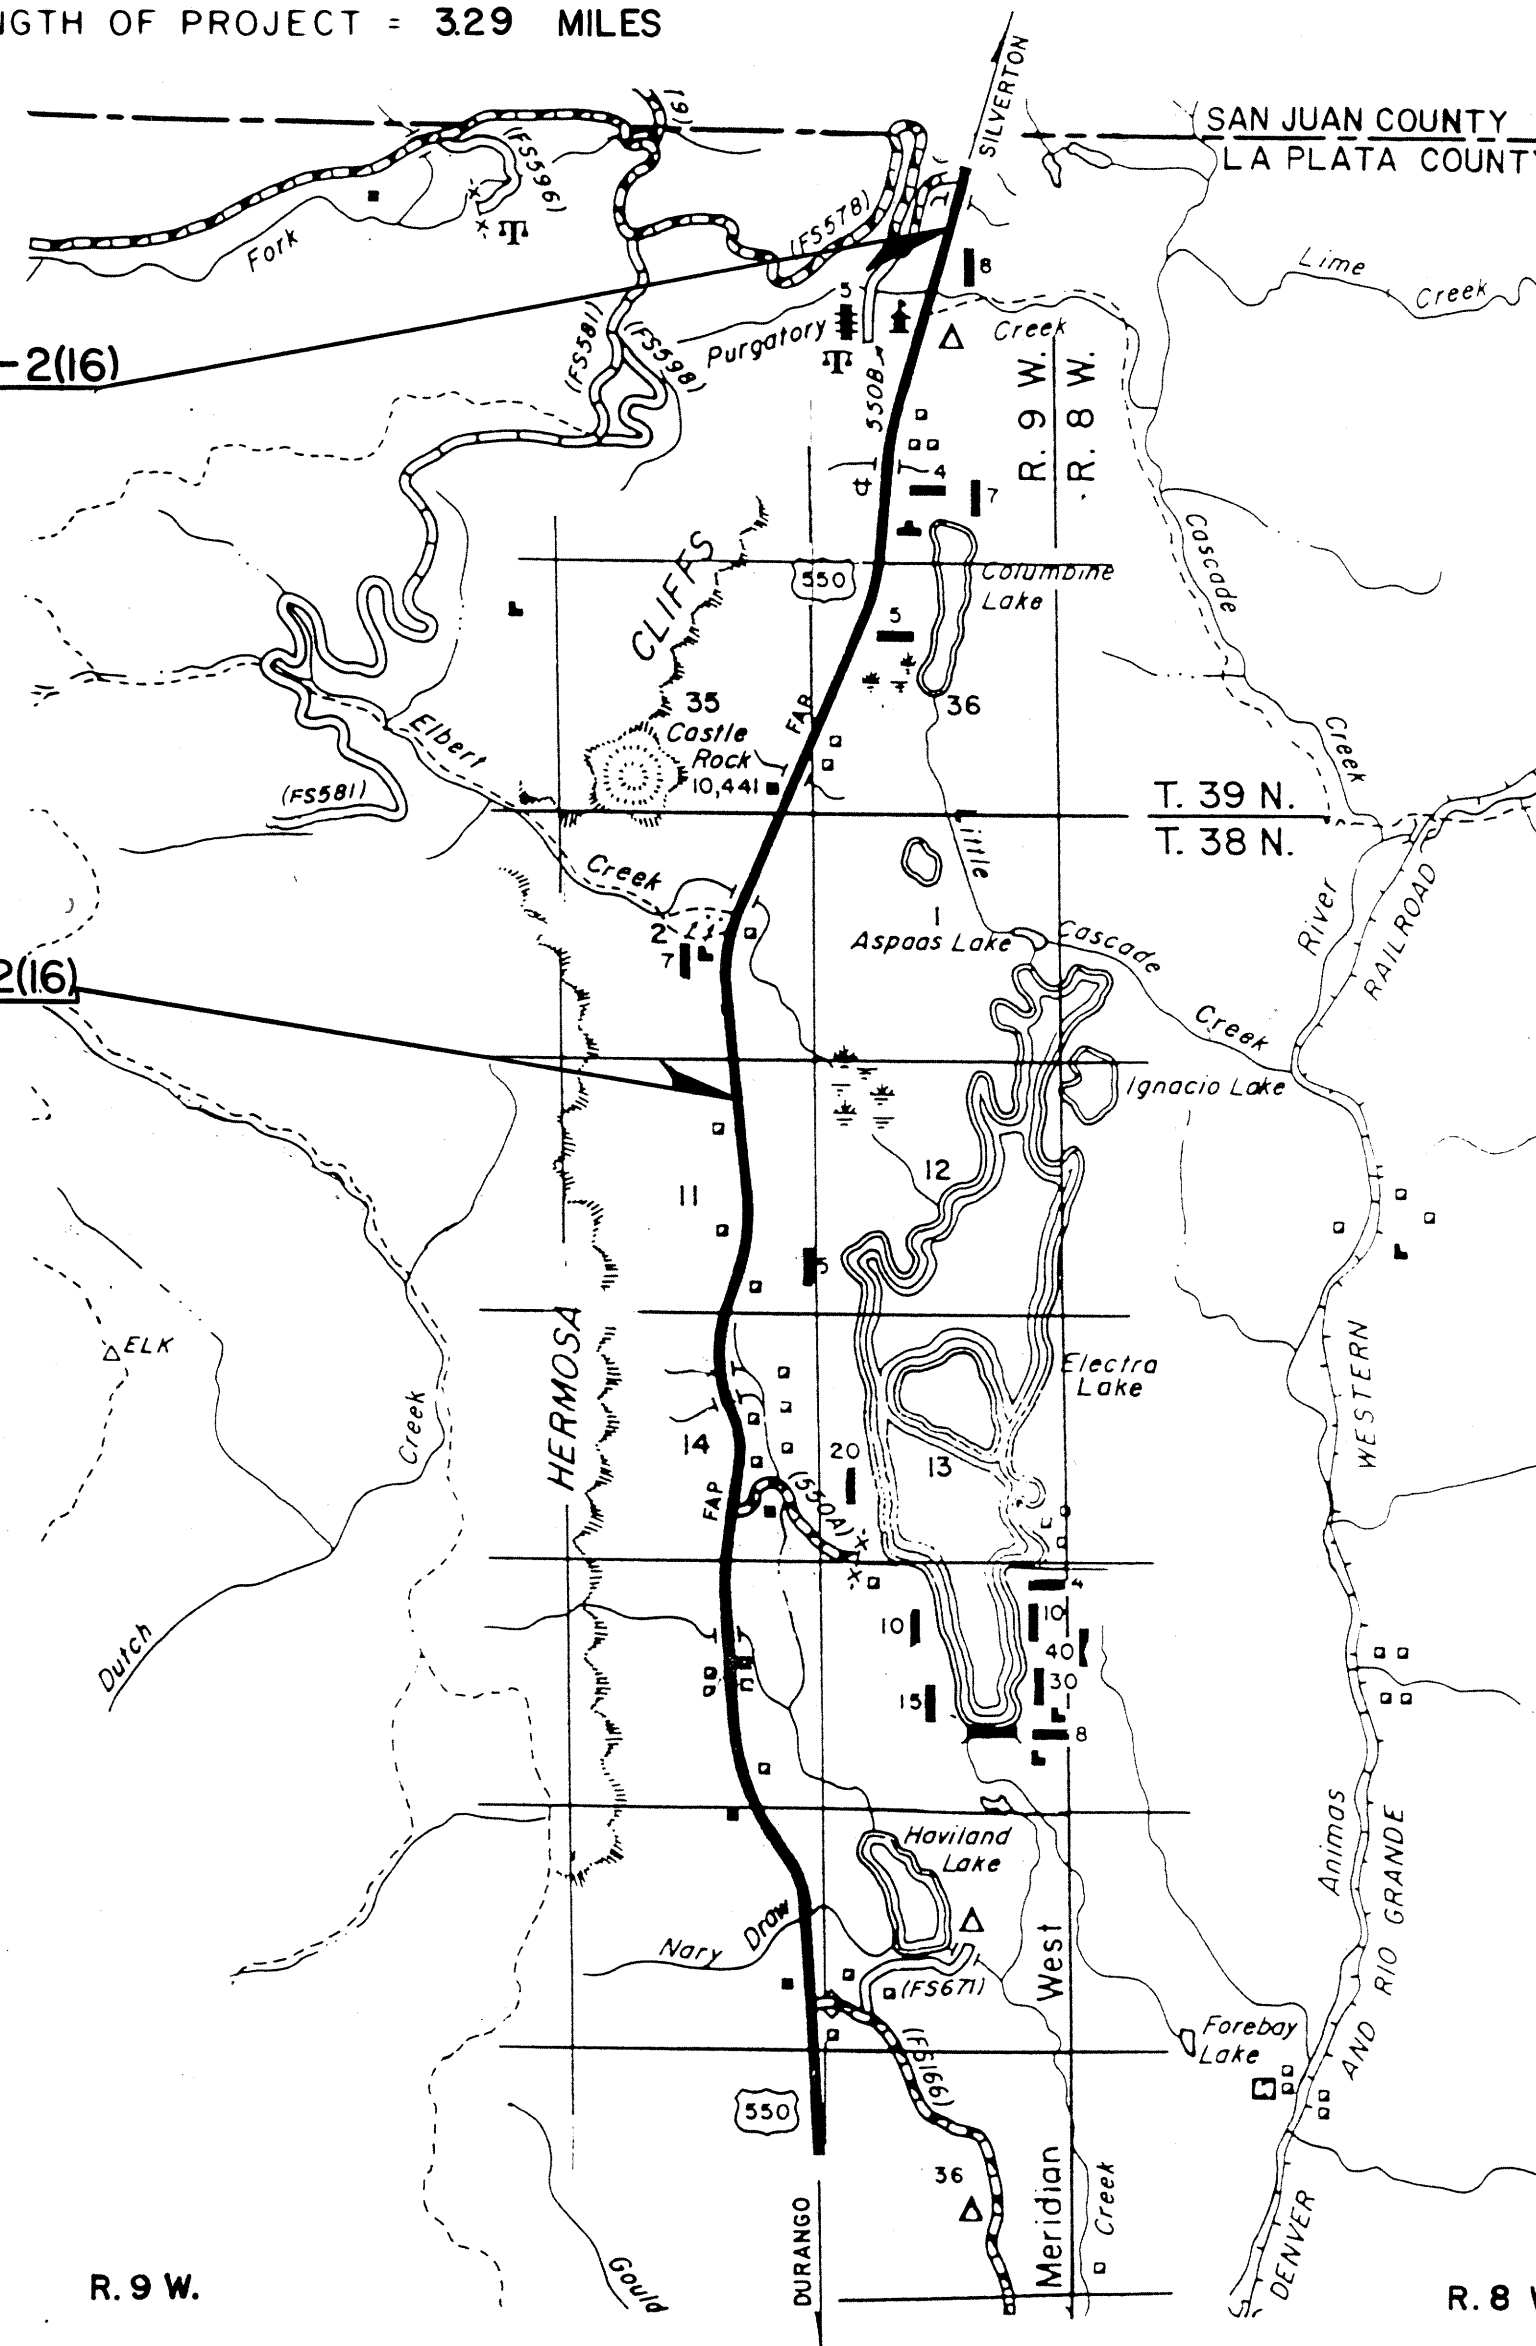 NGTH OF PROJECT = 3.29 MILES
SILVERTON
SAN JUAN COUNTY
LA PLATA COUNTY
(FS596)
Fork
(FS578)
8
Lime
Creek
5
Purgatory
Creek
(FS581)
(FS598)
-2(16)
550B
R. 9 W.
R. 8 W.
4
7
CLIFFS
550
Columbine
Lake
Cascade
Creek
5
36
35
Castle
Rock
10,441
FAP
Elbert
Creek
(FS581)
T. 39 N.
T. 38 N.
Little
Cascade
Creek
1
Aspaas Lake
River
RAILROAD
2
7
2(16)
Ignacio Lake
12
11
5
ELK
HERMOSA
Electra
Lake
WESTERN
Creek
14
20
13
FAP
(550A)
4
10
10
40
30
15
8
Dutch
Haviland
Lake
Animas
AND RIO GRANDE
Nary Draw
(FS671)
West
Forebay
Lake
(FS166)
550
36
Meridian
Creek
DURANGO
DENVER
Gould
R. 9 W.
R. 8 W